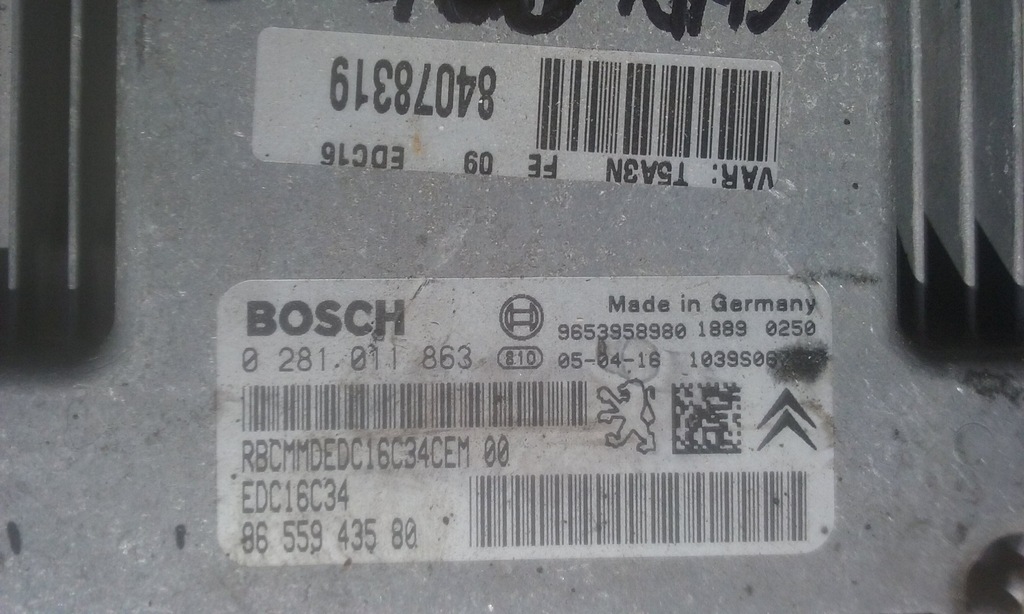 84078319
VAR: T5A3N FE 09 EDC16
BOSCH
Made in Germany
9653958980 1889 0250
0 281 011 863 810 05-04-16
RBCMMDEDC16C34CEM 00
EDC16C34
86 559 435 80